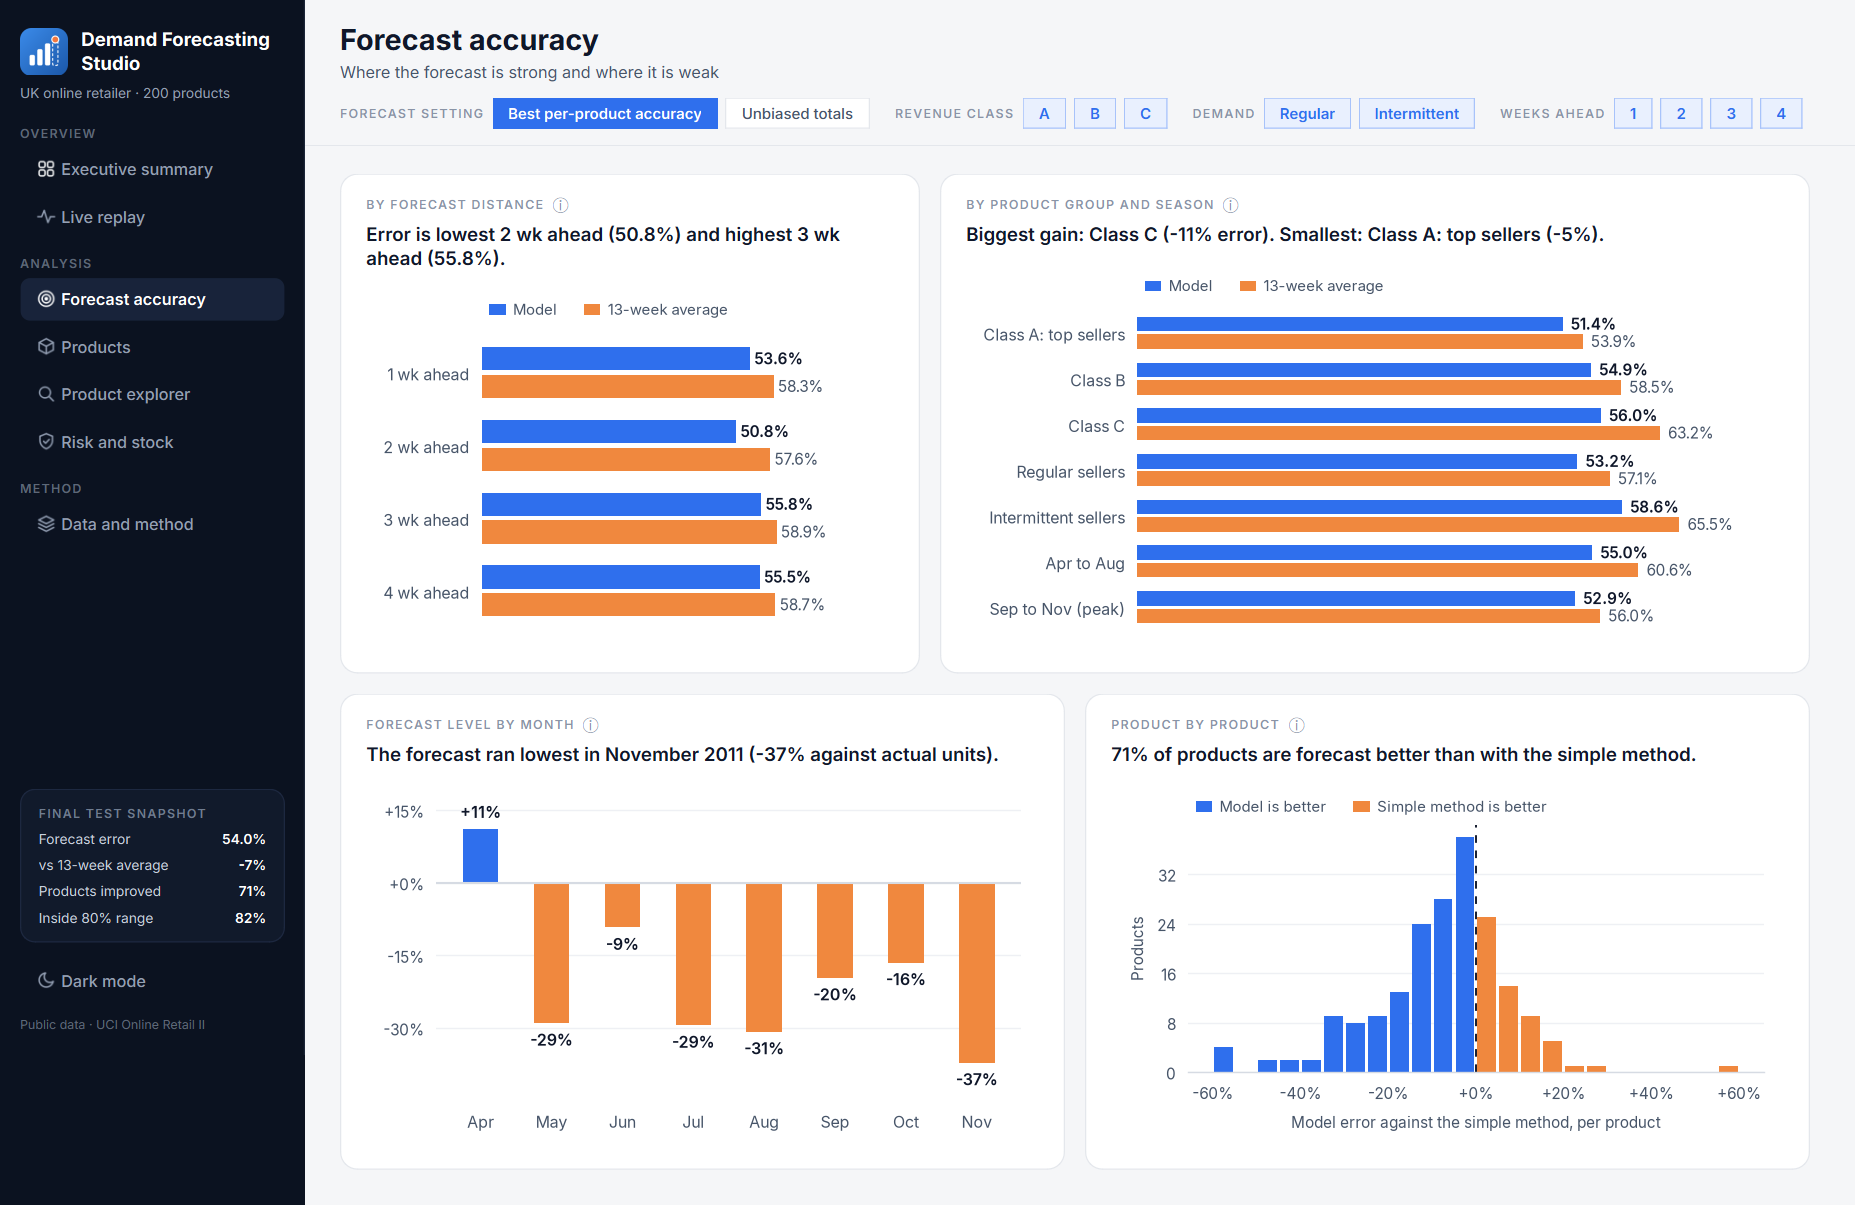 Demand Forecasting
Studio
UK online retailer · 200 products
OVERVIEW
Executive summary
Live replay
ANALYSIS
Forecast accuracy
Products
Product explorer
Risk and stock
METHOD
Data and method
FINAL TEST SNAPSHOT
Forecast error 54.0%
vs 13-week average -7%
Products improved 71%
Inside 80% range 82%
Dark mode
Public data · UCI Online Retail II
Forecast accuracy
Where the forecast is strong and where it is weak
FORECAST SETTING Best per-product accuracy Unbiased totals REVENUE CLASS A B C DEMAND Regular Intermittent WEEKS AHEAD 1 2 3 4
BY FORECAST DISTANCE ⓘ
Error is lowest 2 wk ahead (50.8%) and highest 3 wk
ahead (55.8%).
Model 13-week average
53.6%
1 wk ahead
58.3%
50.8%
2 wk ahead
57.6%
55.8%
3 wk ahead
58.9%
55.5%
4 wk ahead
58.7%
BY PRODUCT GROUP AND SEASON ⓘ
Biggest gain: Class C (-11% error). Smallest: Class A: top sellers (-5%).
Model 13-week average
51.4%
Class A: top sellers
53.9%
54.9%
Class B
58.5%
56.0%
Class C
63.2%
53.2%
Regular sellers
57.1%
58.6%
Intermittent sellers
65.5%
55.0%
Apr to Aug
60.6%
52.9%
Sep to Nov (peak)
56.0%
FORECAST LEVEL BY MONTH ⓘ
The forecast ran lowest in November 2011 (-37% against actual units).
+15% +11%
+0%
-9%
-15%
-16%
-20%
-30%
-29% -29% -31%
-37%
Apr May Jun Jul Aug Sep Oct Nov
PRODUCT BY PRODUCT ⓘ
71% of products are forecast better than with the simple method.
Model is better Simple method is better
Products
32
24
16
8
0
-60% -40% -20% +0% +20% +40% +60%
Model error against the simple method, per product